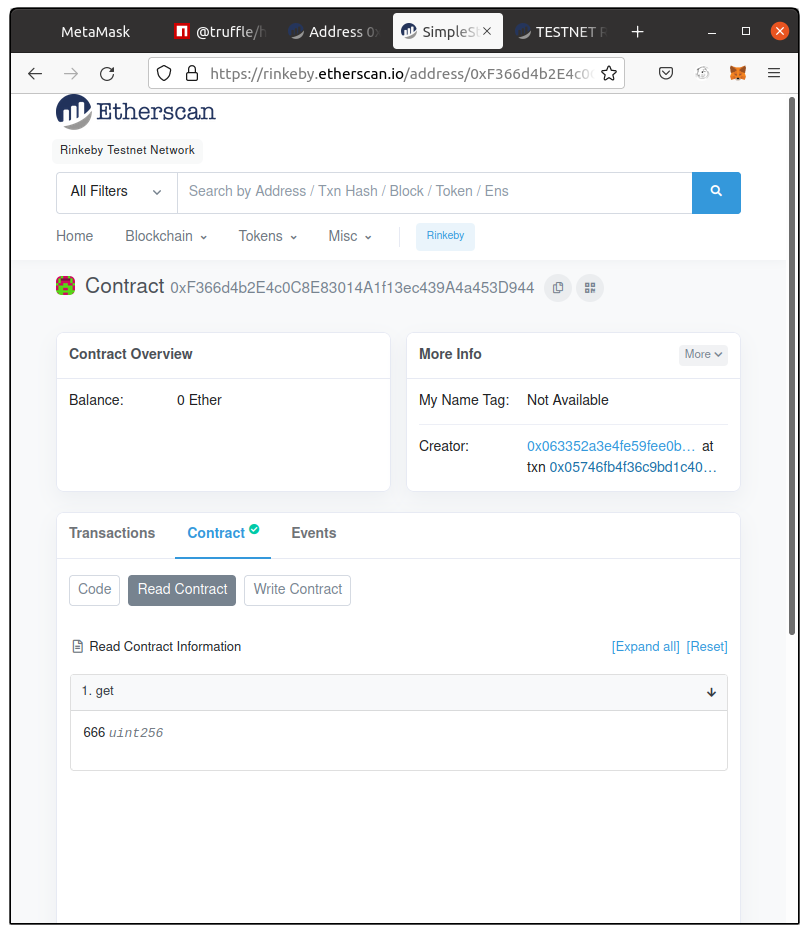 MetaMask @truffle/h Address 0x SimpleSt TESTNET R
https://rinkeby.etherscan.io/address/0xF366d4b2E4c0
Etherscan
Rinkeby Testnet Network
All Filters Search by Address / Txn Hash / Block / Token / Ens
Home Blockchain Tokens Misc Rinkeby
Contract 0xF366d4b2E4c0C8E83014A1f13ec439A4a453D944
Contract Overview
Balance: 0 Ether
More Info More
My Name Tag: Not Available
Creator: 0x063352a3e4fe59fee0b... at
txn 0x05746fb4f36c9bd1c40...
Transactions Contract Events
Code Read Contract Write Contract
Read Contract Information [Expand all] [Reset]
1. get
666 uint256